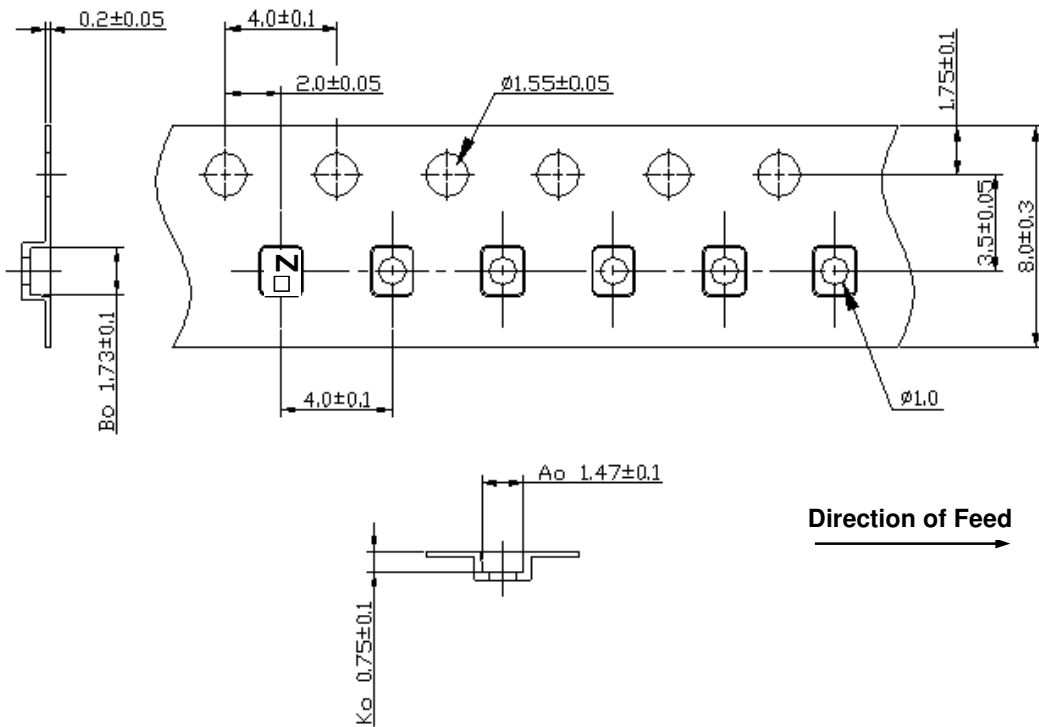 0.2±0.05
4.0±0.1
2.0±0.05
Ø1.55±0.05
1.75±0.1
3.5±0.05
8.0±0.3
□Z
Bo 1.73±0.1
4.0±0.1
Ø1.0
Ao 1.47±0.1
Direction of Feed
Ko 0.75±0.1